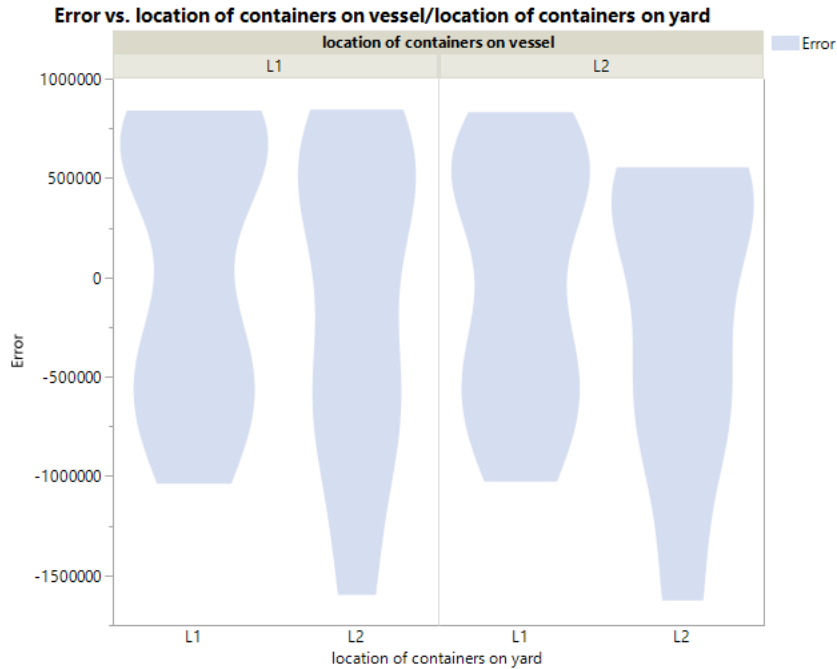 Error vs. location of containers on vessel/location of containers on yard
location of containers on vessel
L1 L2
Error
1000000
500000
0
-500000
-1000000
-1500000
Error
L1 L2 L1 L2
location of containers on yard